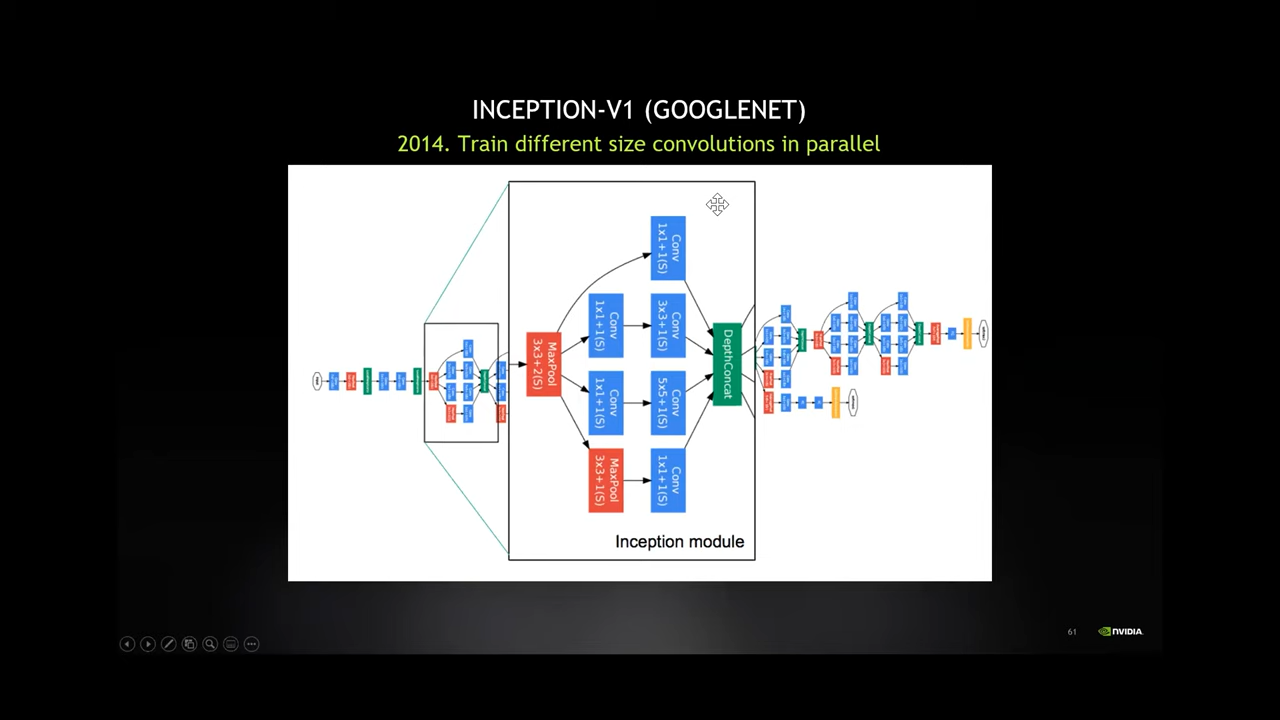 INCEPTION-V1 (GOOGLENET)
2014. Train different size convolutions in parallel
Conv
1x1+1(S)
Conv
1x1+1(S)
Conv
3x3+1(S)
MaxPool
3x3+2(S)
DepthConcat
Conv
1x1+1(S)
Conv
5x5+1(S)
MaxPool
3x3+1(S)
Conv
1x1+1(S)
Inception module
61
NVIDIA.